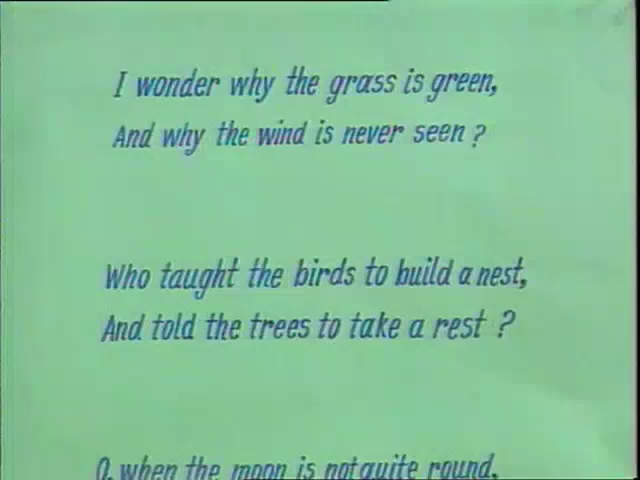 I wonder why the grass is green,
And why the wind is never seen ?
Who taught the birds to build a nest,
And told the trees to take a rest ?
O, when the moon is not quite round,